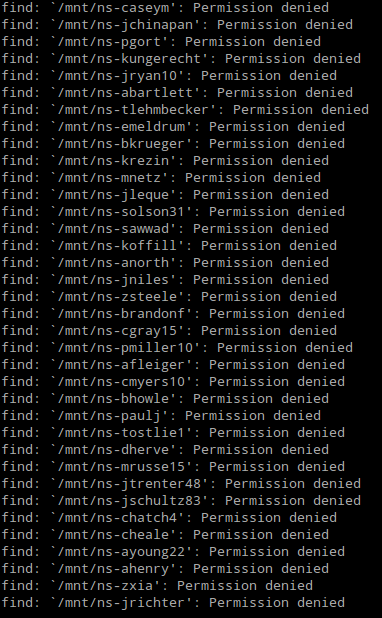 find: `/mnt/ns-caseym': Permission denied
find: `/mnt/ns-jchinapan': Permission denied
find: `/mnt/ns-pgort': Permission denied
find: `/mnt/ns-kungerecht': Permission denied
find: `/mnt/ns-jryan10': Permission denied
find: `/mnt/ns-abartlett': Permission denied
find: `/mnt/ns-tlehmbecker': Permission denied
find: `/mnt/ns-emeldrum': Permission denied
find: `/mnt/ns-bkrueger': Permission denied
find: `/mnt/ns-krezin': Permission denied
find: `/mnt/ns-mnetz': Permission denied
find: `/mnt/ns-jleque': Permission denied
find: `/mnt/ns-solson31': Permission denied
find: `/mnt/ns-sawwad': Permission denied
find: `/mnt/ns-koffill': Permission denied
find: `/mnt/ns-anorth': Permission denied
find: `/mnt/ns-jniles': Permission denied
find: `/mnt/ns-zsteele': Permission denied
find: `/mnt/ns-brandonf': Permission denied
find: `/mnt/ns-cgray15': Permission denied
find: `/mnt/ns-pmiller10': Permission denied
find: `/mnt/ns-afleiger': Permission denied
find: `/mnt/ns-cmyers10': Permission denied
find: `/mnt/ns-bhowle': Permission denied
find: `/mnt/ns-paulj': Permission denied
find: `/mnt/ns-tostlie1': Permission denied
find: `/mnt/ns-dherve': Permission denied
find: `/mnt/ns-mrusse15': Permission denied
find: `/mnt/ns-jtrenter48': Permission denied
find: `/mnt/ns-jschultz83': Permission denied
find: `/mnt/ns-chatch4': Permission denied
find: `/mnt/ns-cheale': Permission denied
find: `/mnt/ns-ayoung22': Permission denied
find: `/mnt/ns-ahenry': Permission denied
find: `/mnt/ns-zxia': Permission denied
find: `/mnt/ns-jrichter': Permission denied